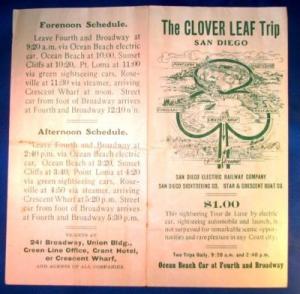 Forenoon Schedule.
Leave Fourth and Broadway at
9:20 a.m. via Ocean Beach electric
car, Ocean Beach at 10:00, Sunset
Cliffs at 10:20, Pt. Loma at 11:00
via green sightseeing cars, Rose-
ville at 11:30 via steamer, arriving
Crescent Wharf at noon. Street
car from foot of Broadway arrives
at Fourth and Broadway 12:10 n'n.
Afternoon Schedule.
Leave Fourth and Broadway at
2:40 p.m. via Ocean Beach electric
car, Ocean Beach at 3:20, Sunset
Cliffs 3:40, Point Loma at 4:20
via green sightseeing cars, Rose-
ville at 4:50 via steamer, arriving
Crescent Wharf at 5:20 p.m. Street
car from foot of Broadway arrives
at Fourth and Broadway 5:30 p.m.
TICKETS AT
241 Broadway, Union Bldg.,
Green Line Office, Grant Hotel,
or Crescent Wharf,
AND AGENTS OF ALL COMPANIES.
The CLOVER LEAF Trip
SAN DIEGO
SAN DIEGO ELECTRIC RAILWAY COMPANY
SAN DIEGO SIGHTSEEING CO. STAR & CRESCENT BOAT CO.
$1.00
This sightseeing Tour de Luxe by electric
car, sightseeing automobile and launch, is
not surpassed for remarkable scenic opportun-
ities and rare pleasure in any Coast city.
Two Trips Daily, 9:20 a.m. and 2:40 p.m.
Ocean Beach Car at Fourth and Broadway